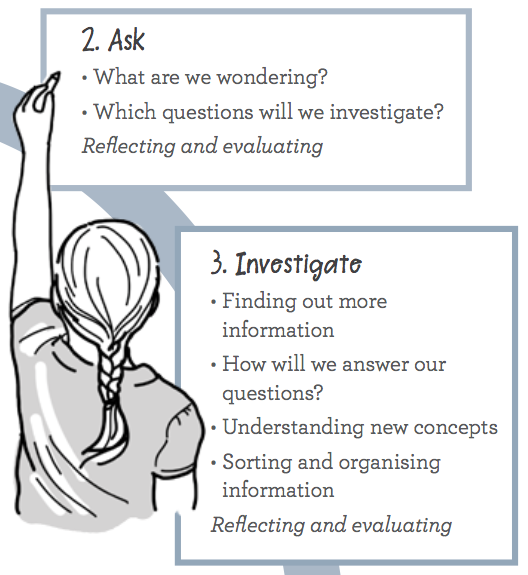 2. Ask
• What are we wondering?
• Which questions will we investigate?
Reflecting and evaluating
3. Investigate
• Finding out more
information
• How will we answer our
questions?
• Understanding new concepts
• Sorting and organising
information
Reflecting and evaluating